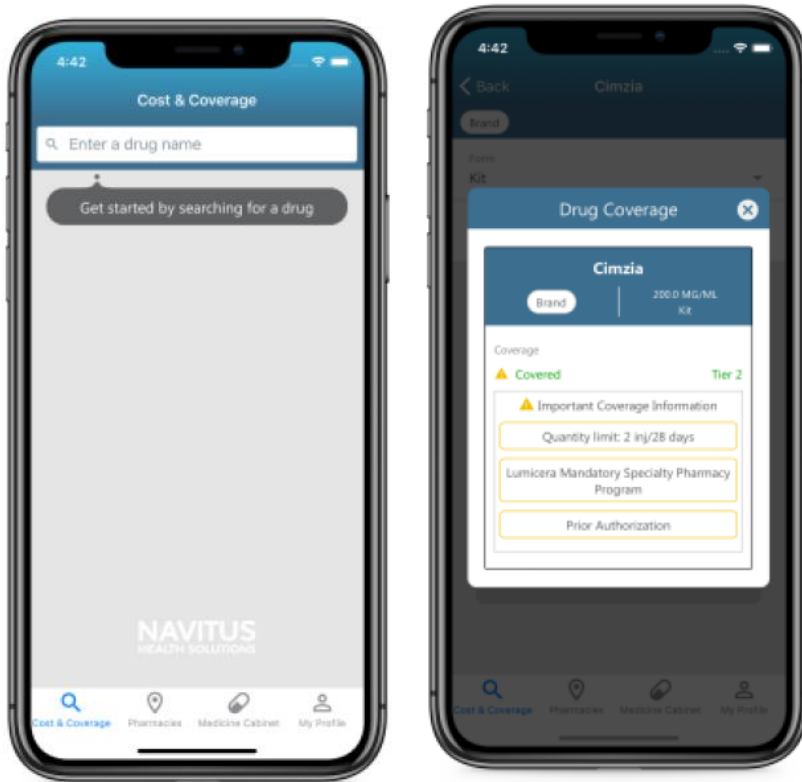 4:42
Cost & Coverage
Enter a drug name
Get started by searching for a drug
NAVITUS
HEALTH SOLUTIONS
Cost & Coverage
Pharmacies
Medicine Cabinet
My Profile
4:42
Back
Cimzia
Brand
Form
Kit
Drug Coverage
Cimzia
Brand
200.0 MG/ML
Kit
Coverage
Covered
Tier 2
Important Coverage Information
Quantity limit: 2 inj/28 days
Lumicera Mandatory Specialty Pharmacy
Program
Prior Authorization
Cost & Coverage
Pharmacies
Medicine Cabinet
My Profile